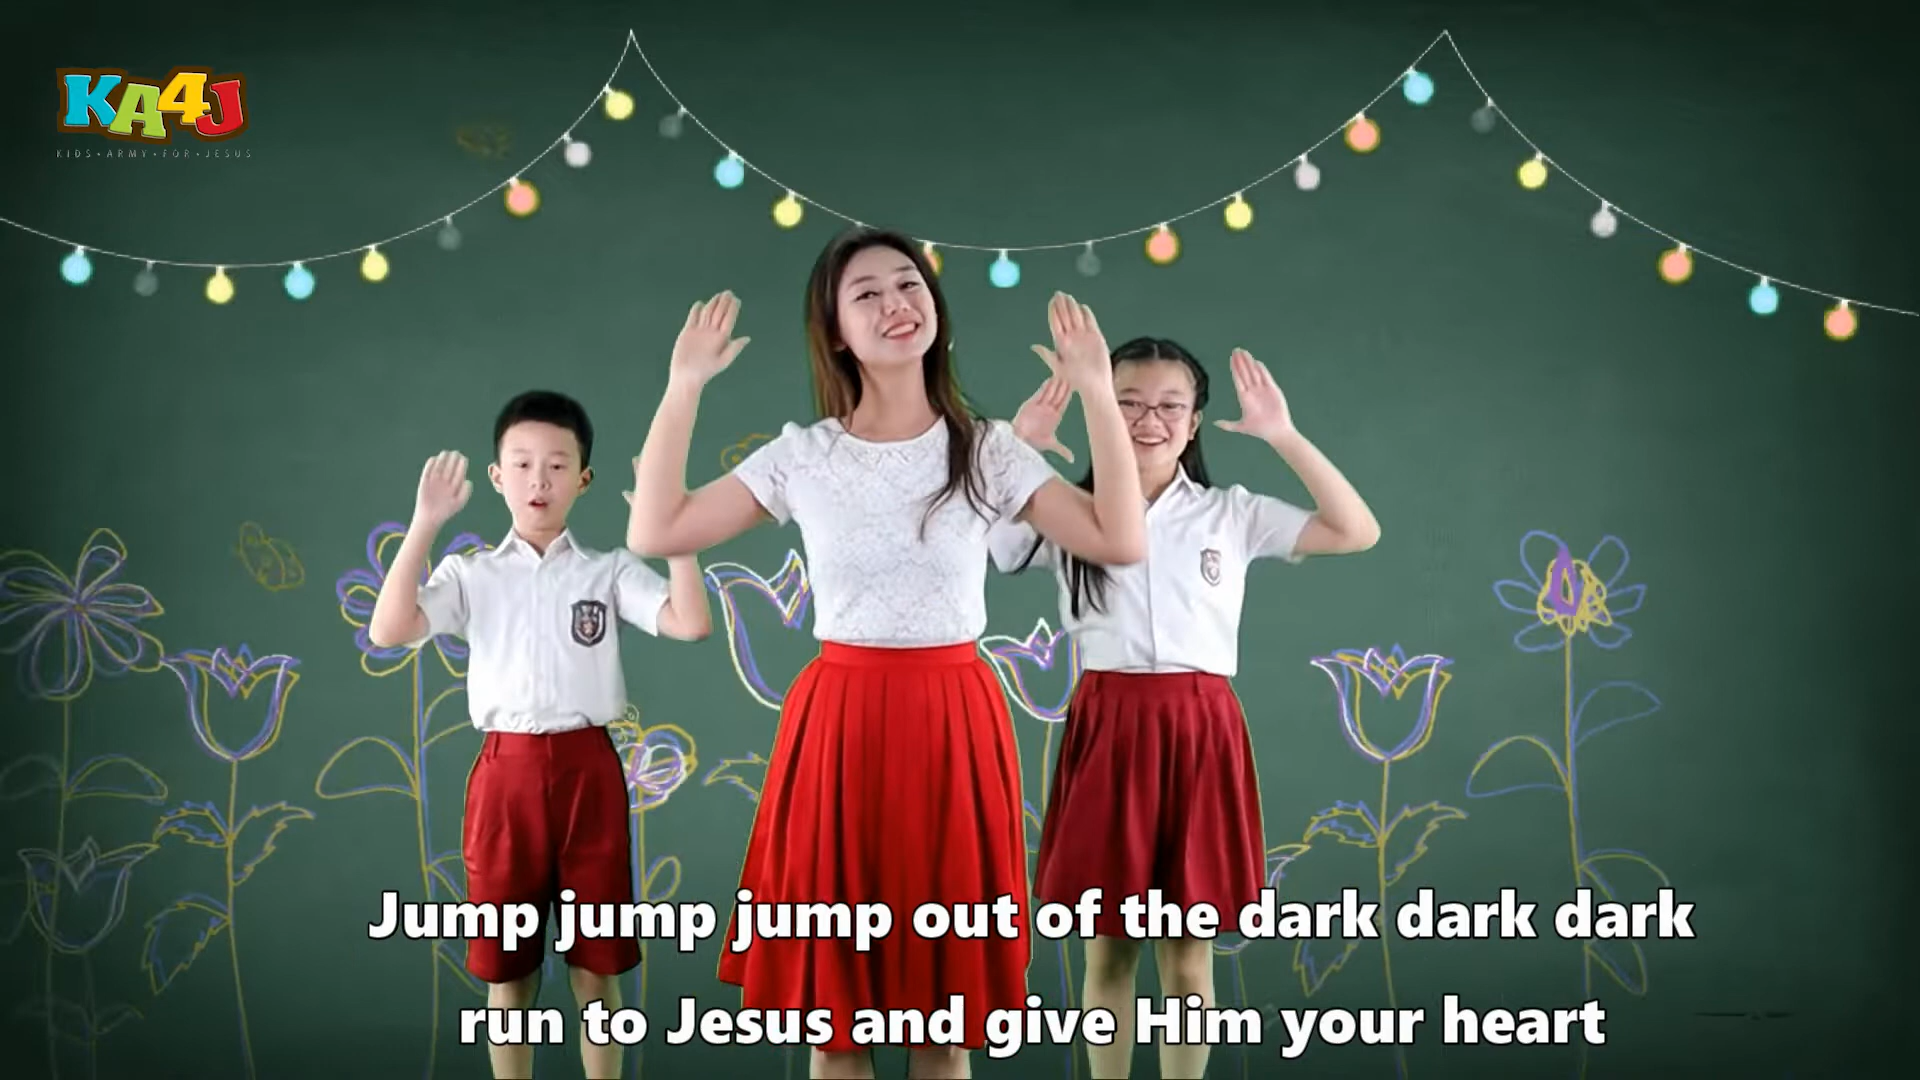 KA4J
KIDS • ARMY • FOR • JESUS
Jump jump jump out of the dark dark dark
run to Jesus and give Him your heart